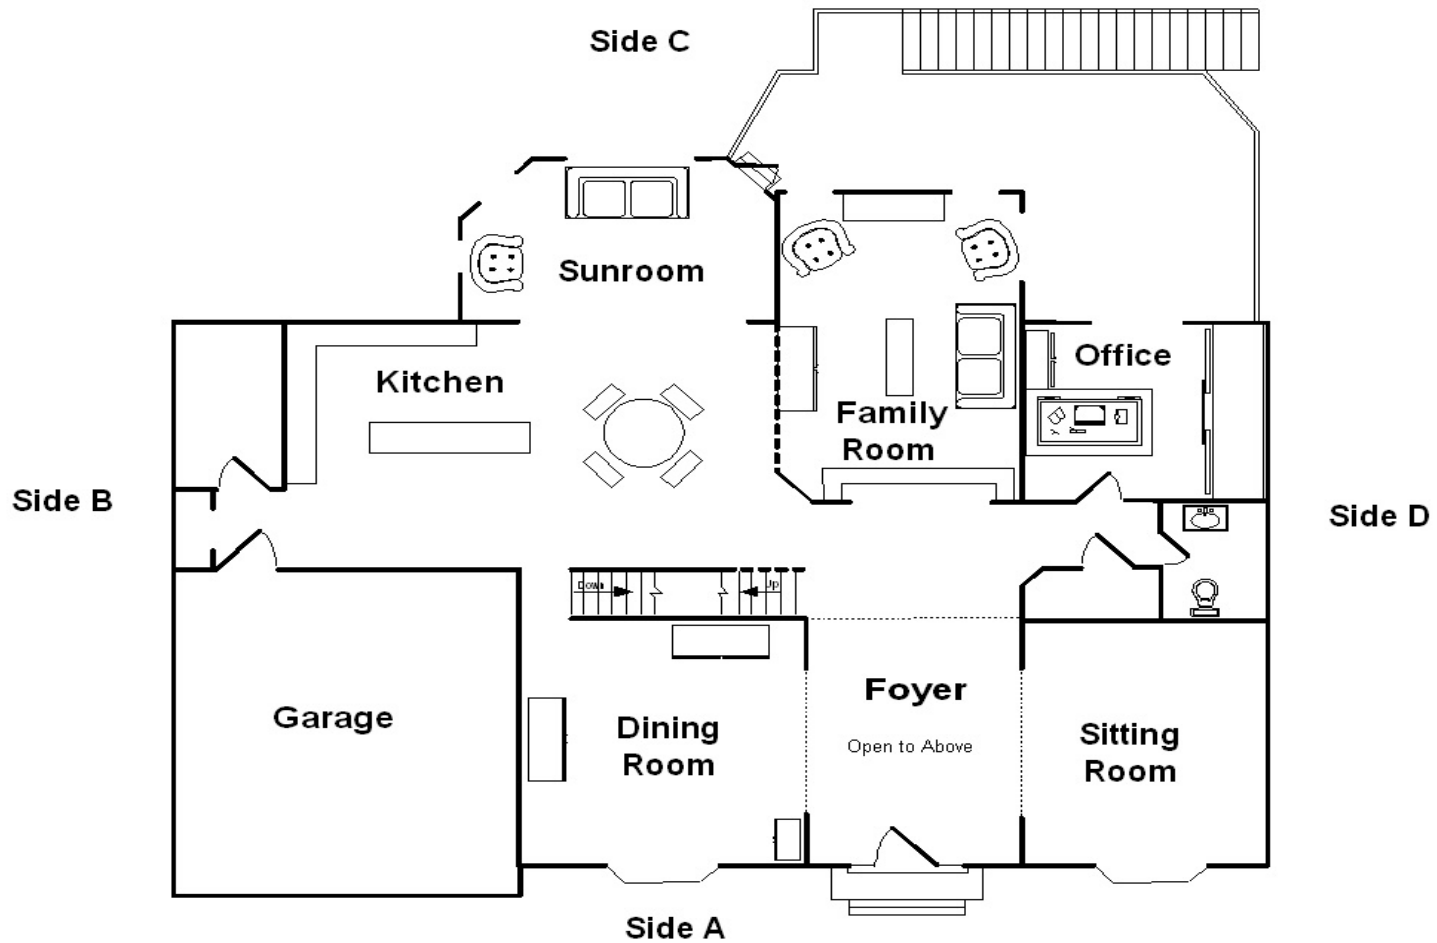 Side C
Sunroom
Office
Kitchen
Family
Room
Side B
Side D
Down
Up
Foyer
Garage
Dining
Room
Open to Above
Sitting
Room
Side A